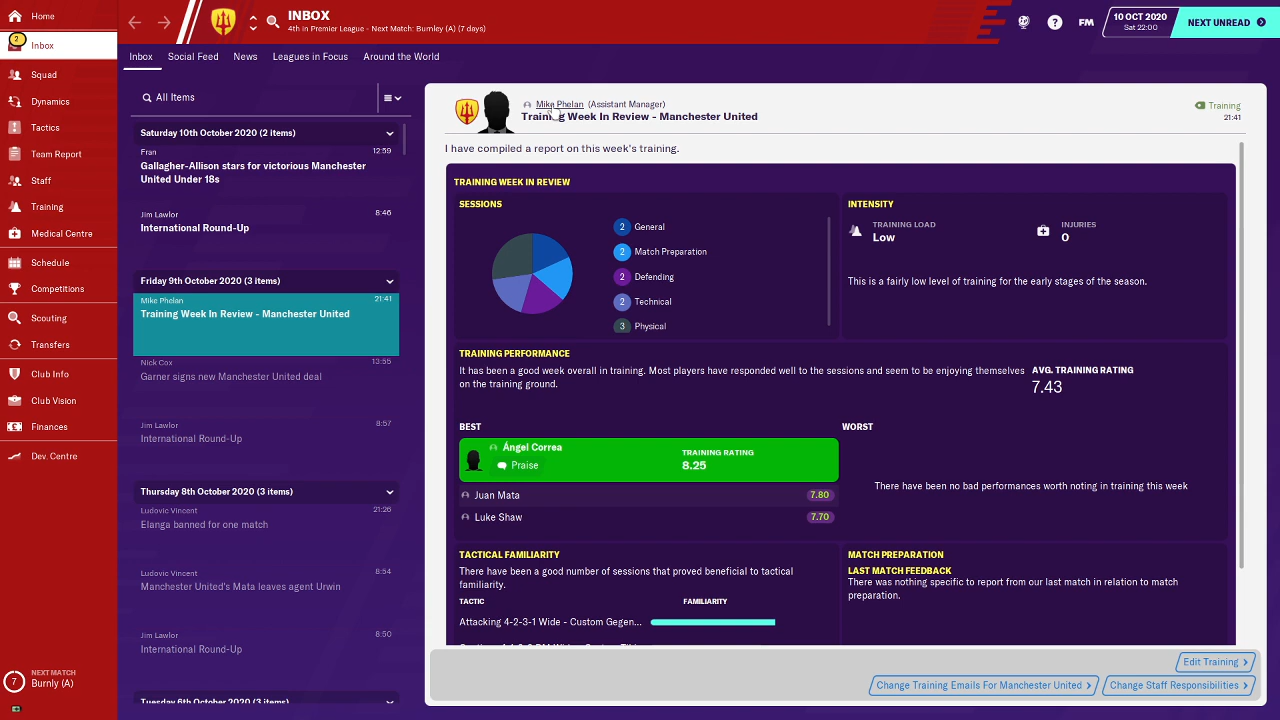 Home
2
Inbox
Squad
Dynamics
Tactics
Team Report
Staff
Training
Medical Centre
Schedule
Competitions
Scouting
Transfers
Club Info
Club Vision
Finances
Dev. Centre
7
NEXT MATCH
Burnly (A)
INBOX
4th in Premier League - Next Match: Burnley (A) (7 days)
?
FM
10 OCT 2020
Sat 22:00
NEXT UNREAD
Inbox
Social Feed
News
Leagues in Focus
Around the World
All Items
Saturday 10th October 2020 (2 items)
Fran
12:59
Gallagher-Allison stars for victorious Manchester
United Under 18s
Jim Lawlor
8:46
International Round-Up
Friday 9th October 2020 (3 items)
Mike Phelan
21:41
Training Week In Review - Manchester United
Nick Cox
13:55
Garner signs new Manchester United deal
Jim Lawlor
8:57
International Round-Up
Thursday 8th October 2020 (3 items)
Ludovic Vincent
21:26
Elanga banned for one match
Ludovic Vincent
8:54
Manchester United's Mata leaves agent Urwin
Jim Lawlor
8:50
International Round-Up
Tuesday 6th October 2020 (3 items)
Mike Phelan (Assistant Manager)
Training Week In Review - Manchester United
Training
21:41
I have compiled a report on this week's training.
TRAINING WEEK IN REVIEW
SESSIONS
2 General
2 Match Preparation
2 Defending
2 Technical
3 Physical
INTENSITY
TRAINING LOAD
Low
INJURIES
0
This is a fairly low level of training for the early stages of the season.
TRAINING PERFORMANCE
It has been a good week overall in training. Most players have responded well to the sessions and seem to be enjoying themselves
on the training ground.
AVG. TRAINING RATING
7.43
BEST
Ángel Correa
Praise
TRAINING RATING
8.25
Juan Mata
7.80
Luke Shaw
7.70
WORST
There have been no bad performances worth noting in training this week
TACTICAL FAMILIARITY
There have been a good number of sessions that proved beneficial to tactical
familiarity.
TACTIC
FAMILIARITY
Attacking 4-2-3-1 Wide - Custom Gegen...
MATCH PREPARATION
LAST MATCH FEEDBACK
There was nothing specific to report from our last match in relation to match
preparation.
Edit Training
Change Training Emails For Manchester United
Change Staff Responsibilities